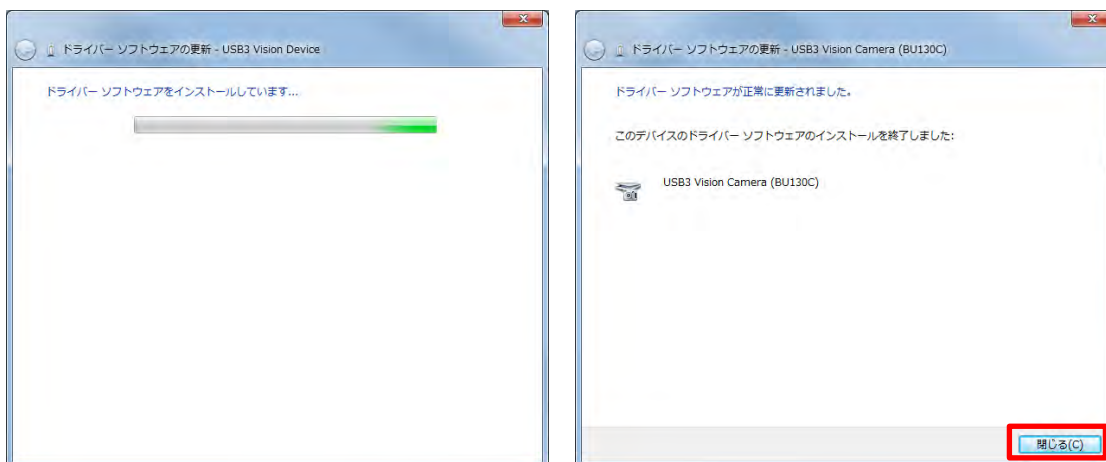 ドライバー ソフトウェアの更新 - USB3 Vision Device
ドライバー ソフトウェアをインストールしています...
ドライバー ソフトウェアの更新 - USB3 Vision Camera (BU130C)
ドライバー ソフトウェアが正常に更新されました。
このデバイスのドライバー ソフトウェアのインストールを終了しました:
USB3 Vision Camera (BU130C)
閉じる(C)